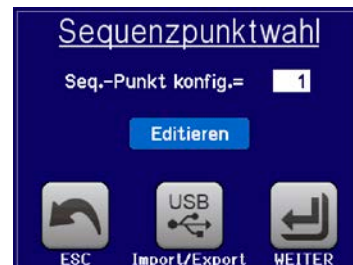 Sequenzpunktwahl
Seq.-Punkt konfig.= 1
Editieren
USB
ESC Import/Export WEITER